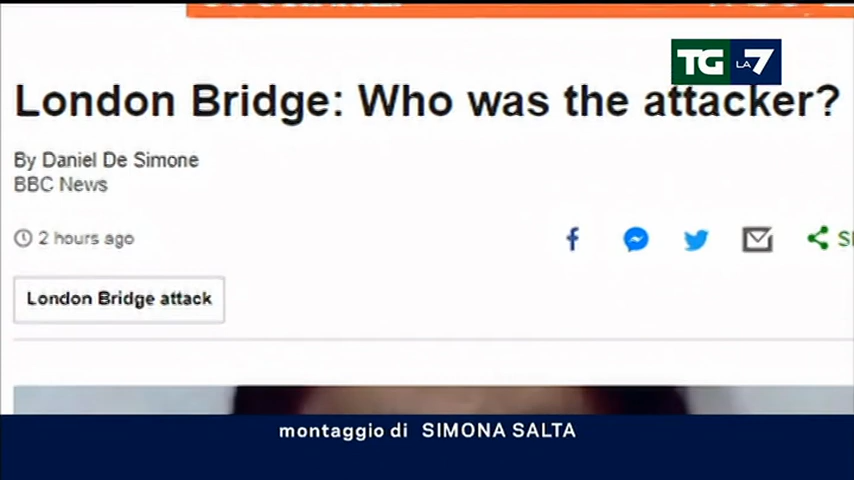 TG LA 7
London Bridge: Who was the attacker?
By Daniel De Simone
BBC News
2 hours ago
London Bridge attack
montaggio di SIMONA SALTA